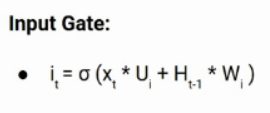 Input Gate:
• iₜ = σ (xₜ * Uᵢ + Hₜ₋₁ * Wᵢ )